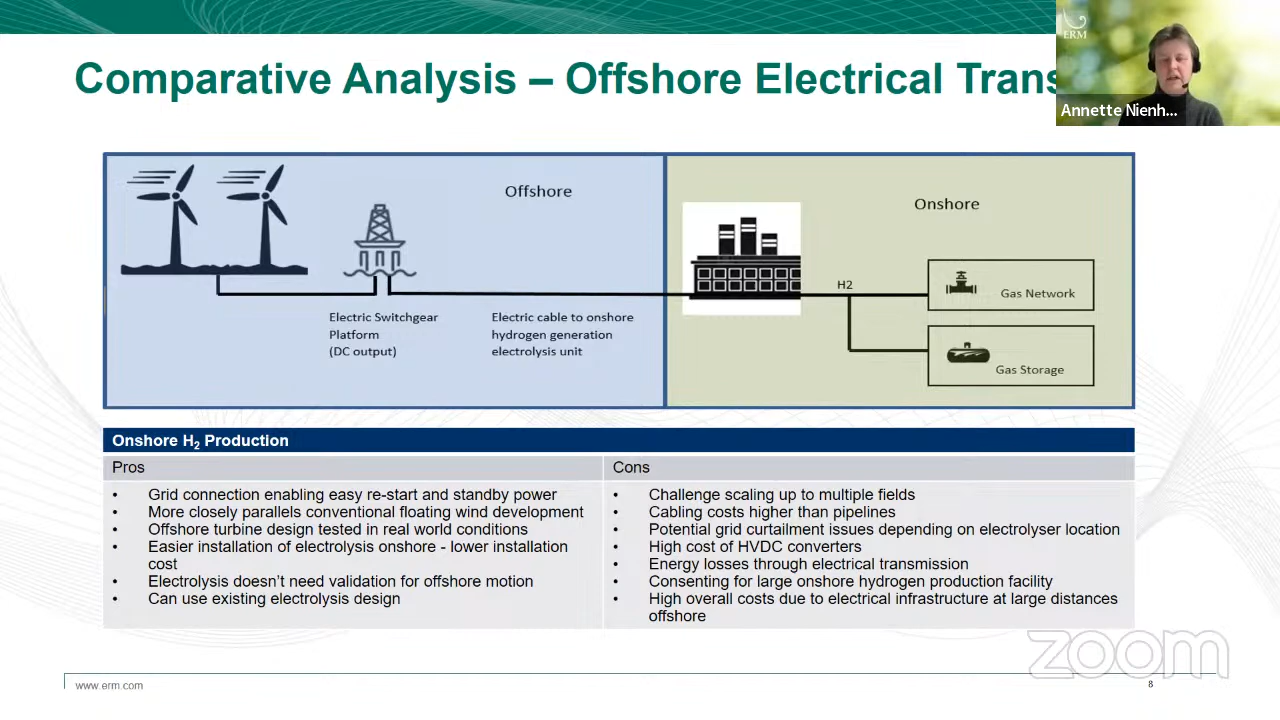 Comparative Analysis – Offshore Electrical Trans
ERM
Annette Nienh...
Offshore
Onshore
H2
Gas Network
Gas Storage
Electric Switchgear
Platform
(DC output)
Electric cable to onshore
hydrogen generation
electrolysis unit
Onshore H₂ Production
Pros
• Grid connection enabling easy re-start and standby power
• More closely parallels conventional floating wind development
• Offshore turbine design tested in real world conditions
• Easier installation of electrolysis onshore - lower installation
cost
• Electrolysis doesn't need validation for offshore motion
• Can use existing electrolysis design
Cons
• Challenge scaling up to multiple fields
• Cabling costs higher than pipelines
• Potential grid curtailment issues depending on electrolyser location
• High cost of HVDC converters
• Energy losses through electrical transmission
• Consenting for large onshore hydrogen production facility
• High overall costs due to electrical infrastructure at large distances
offshore
zoom
www.erm.com
8